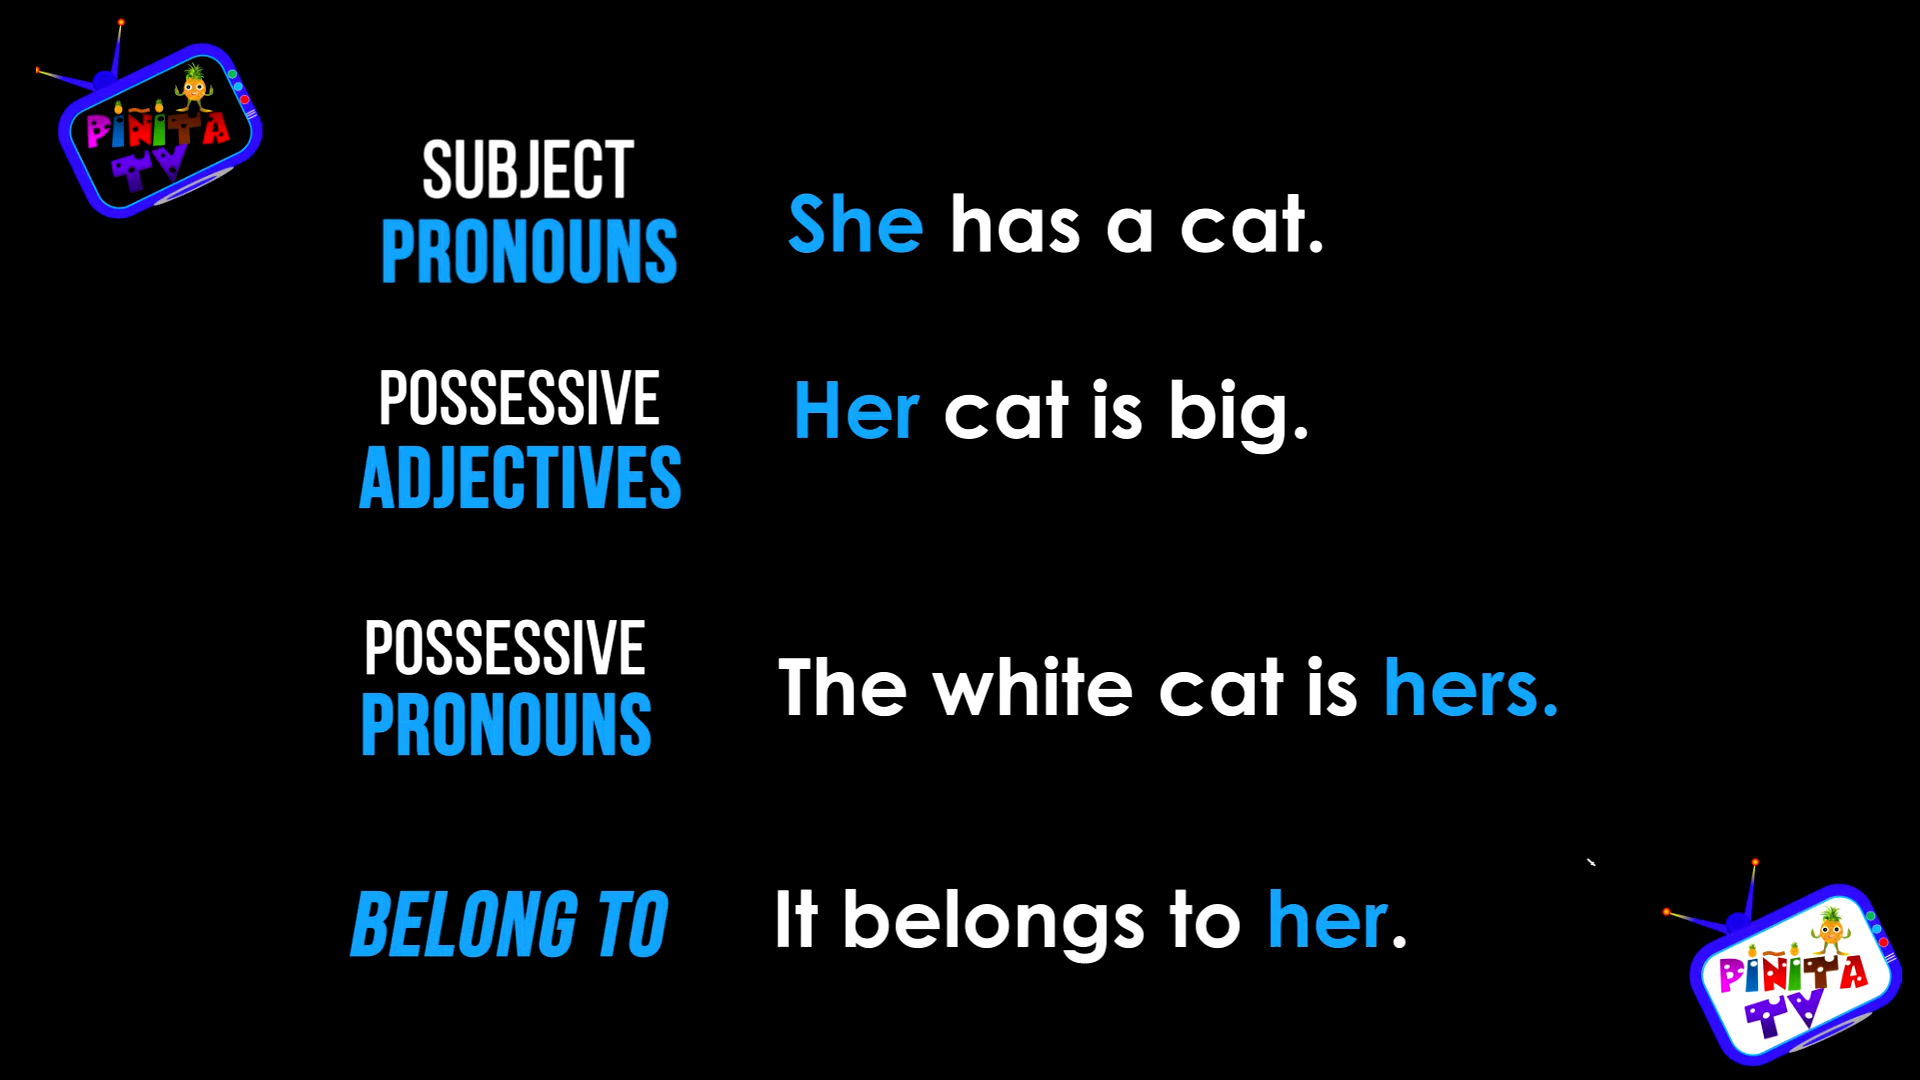 PIÑITA
TV
SUBJECT
PRONOUNS
She has a cat.
POSSESSIVE
ADJECTIVES
Her cat is big.
POSSESSIVE
PRONOUNS
The white cat is hers.
BELONG TO
It belongs to her.
PIÑITA
TV